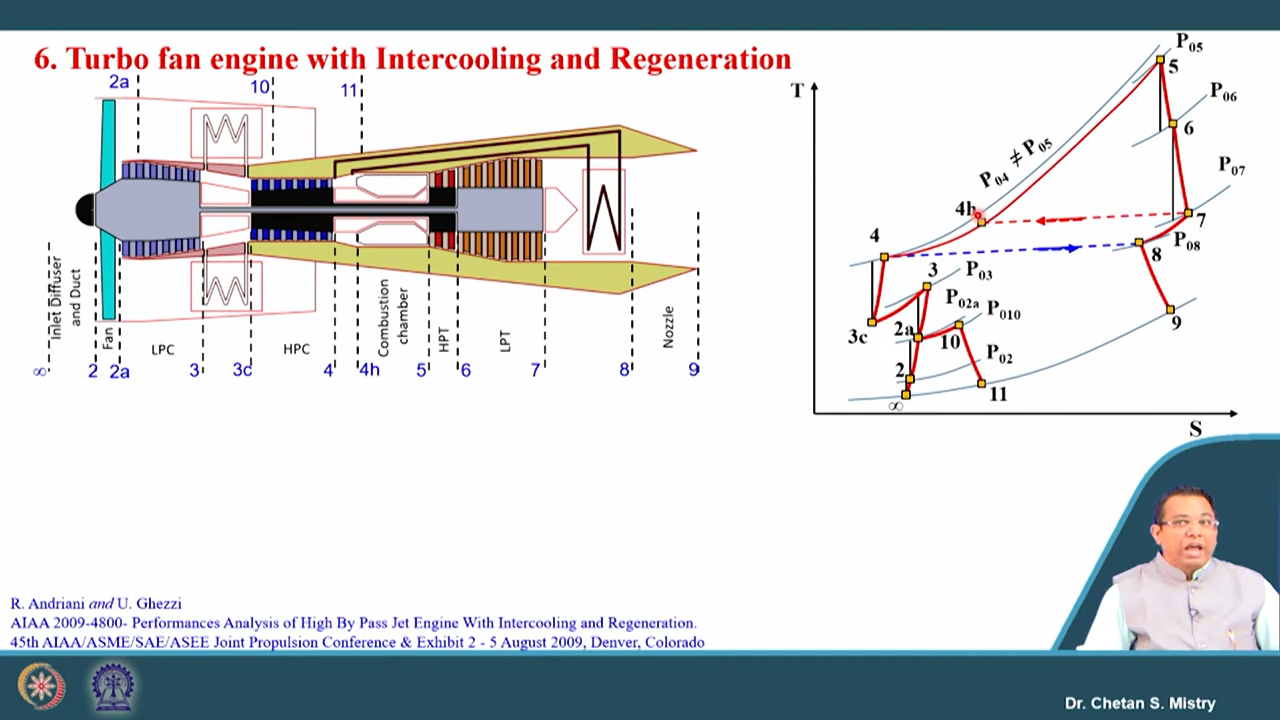 6. Turbo fan engine with Intercooling and Regeneration
2a
10
11
Inlet Diffuser
and Duct
Fan
LPC
HPC
Combustion
chamber
HPT
LPT
Nozzle
∞
2
2a
3
3c
4
4h
5
6
7
8
9
T
P05
5
P06
6
P04 ≠ P05
P07
4h
7
4
P08
8
3
P03
P02a
P010
3c
2a
10
9
P02
2
11
∞
S
R. Andriani and U. Ghezzi
AIAA 2009-4800- Performances Analysis of High By Pass Jet Engine With Intercooling and Regeneration.
45th AIAA/ASME/SAE/ASEE Joint Propulsion Conference & Exhibit 2 - 5 August 2009, Denver, Colorado
Dr. Chetan S. Mistry